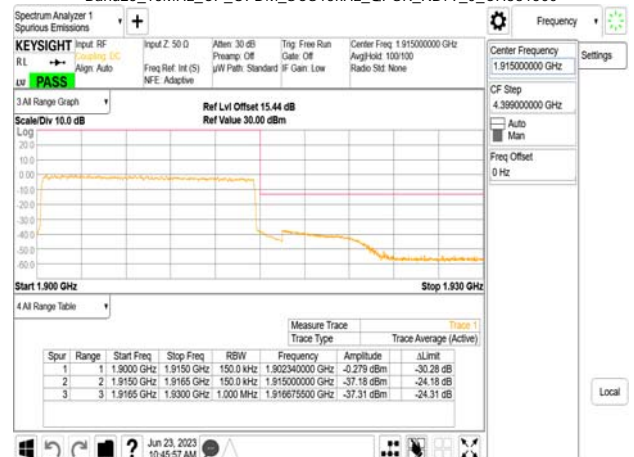 Spectrum Analyzer 1
Spurious Emissions
Frequency
KEYSIGHT
Input: RF
Coupling: DC
Align: Auto
Input Z: 50 Ω
Freq Ref: Int (S)
NFE: Adaptive
Atten: 30 dB
Preamp: Off
µW Path: Standard
Trig: Free Run
Gate: Off
IF Gain: Low
Center Freq: 1.915000000 GHz
Avg|Hold: 100/100
Radio Std: None
RL
LV
PASS
Center Frequency
1.915000000 GHz
Settings
CF Step
4.399000000 GHz
Auto
Man
Freq Offset
0 Hz
3 All Range Graph
Ref Lvl Offset 15.44 dB
Scale/Div 10.0 dB
Ref Value 30.00 dBm
Log
20.0
10.0
0.00
-10.0
-20.0
-30.0
-40.0
-50.0
-60.0
Start 1.900 GHz
Stop 1.930 GHz
4 All Range Table
Measure Trace Trace 1
Trace Type Trace Average (Active)
Spur Range Start Freq Stop Freq RBW Frequency Amplitude ΔLimit
1 1 1.9000 GHz 1.9150 GHz 150.0 kHz 1.902340000 GHz -0.279 dBm -30.28 dB
2 2 1.9150 GHz 1.9165 GHz 150.0 kHz 1.915000000 GHz -37.18 dBm -24.18 dB
3 3 1.9165 GHz 1.9300 GHz 1.000 MHz 1.916675500 GHz -37.31 dBm -24.31 dB
Local
Jun 23, 2023
10:45:57 AM